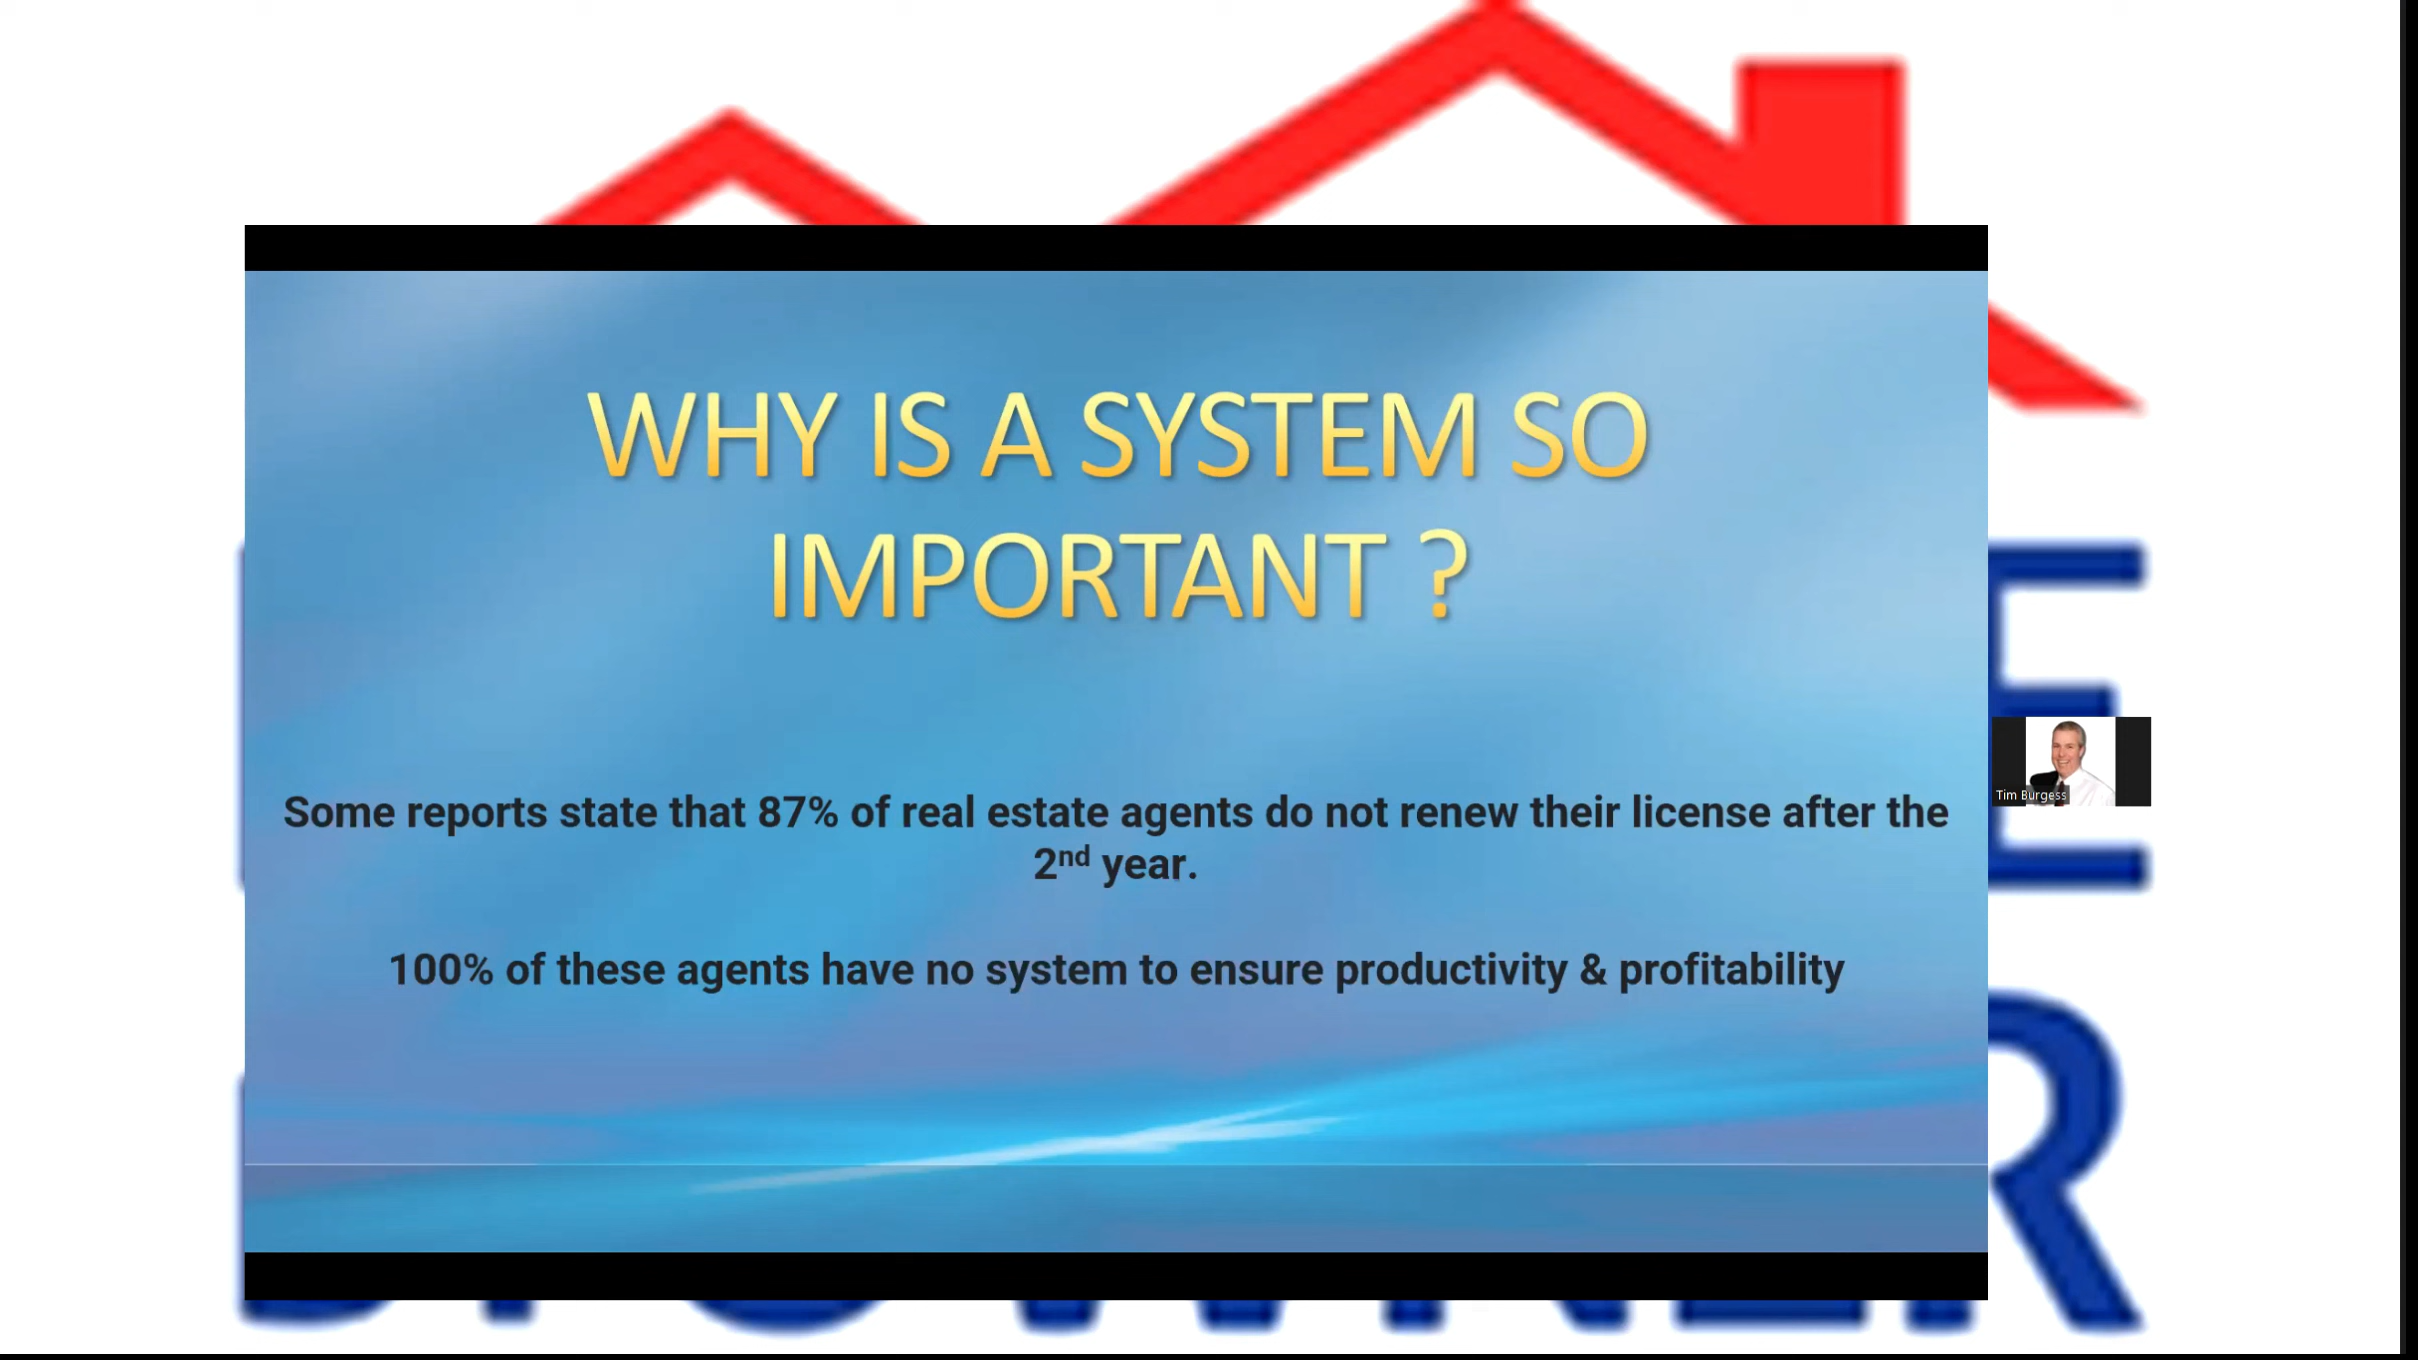 WHY IS A SYSTEM SO
IMPORTANT ?
Some reports state that 87% of real estate agents do not renew their license after the
2nd year.
100% of these agents have no system to ensure productivity & profitability
Tim Burgess